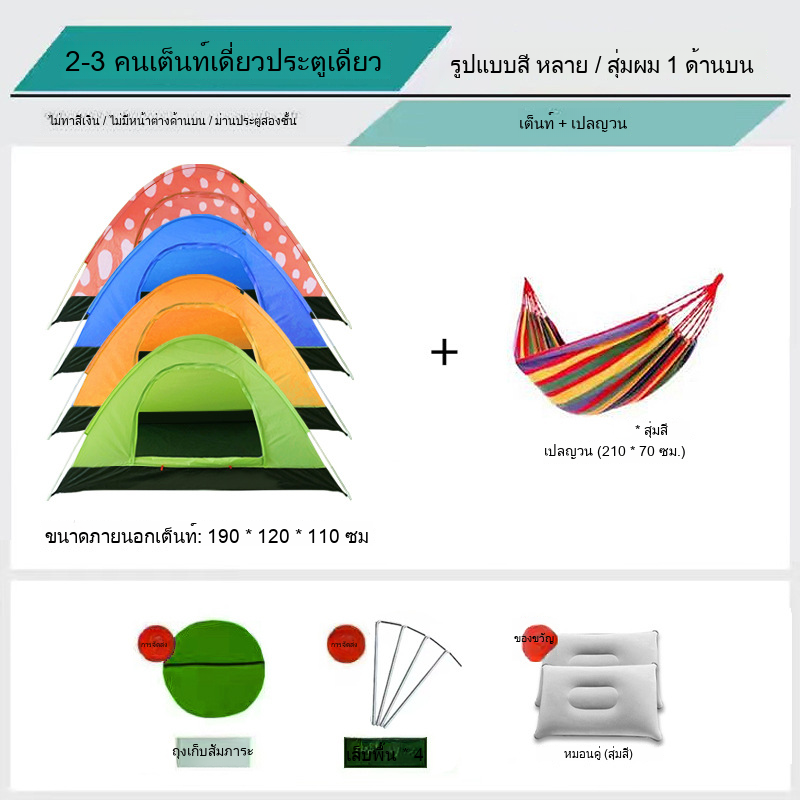 2-3 คนเต็นท์เดี่ยวประตูเดียว
รูปแบบสี หลาย / สุ่มผม 1 ด้านบน
ไม่ทาสีเงิน / ไม่มีหน้าต่างด้านบน / ม่านประตูสองชั้น
เต็นท์ + เปลญวน
+
* สุ่มสี
เปลญวน (210 * 70 ซม.)
ขนาดภายนอกเต็นท์: 190 * 120 * 110 ซม
การจัดส่ง
การจัดส่ง
ของขวัญ
ถุงเก็บสัมภาระ
เล็บพื้น 4
หมอนคู่ (สุ่มสี)